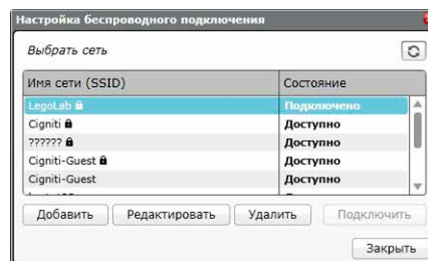 Настройка беспроводного подключения
Выбрать сеть
Имя сети (SSID) Состояние
LegoLab Подключено
Cigniti Доступно
?????? Доступно
Cigniti-Guest Доступно
Cigniti-Guest Доступно
Добавить Редактировать Удалить Подключить
Закрыть